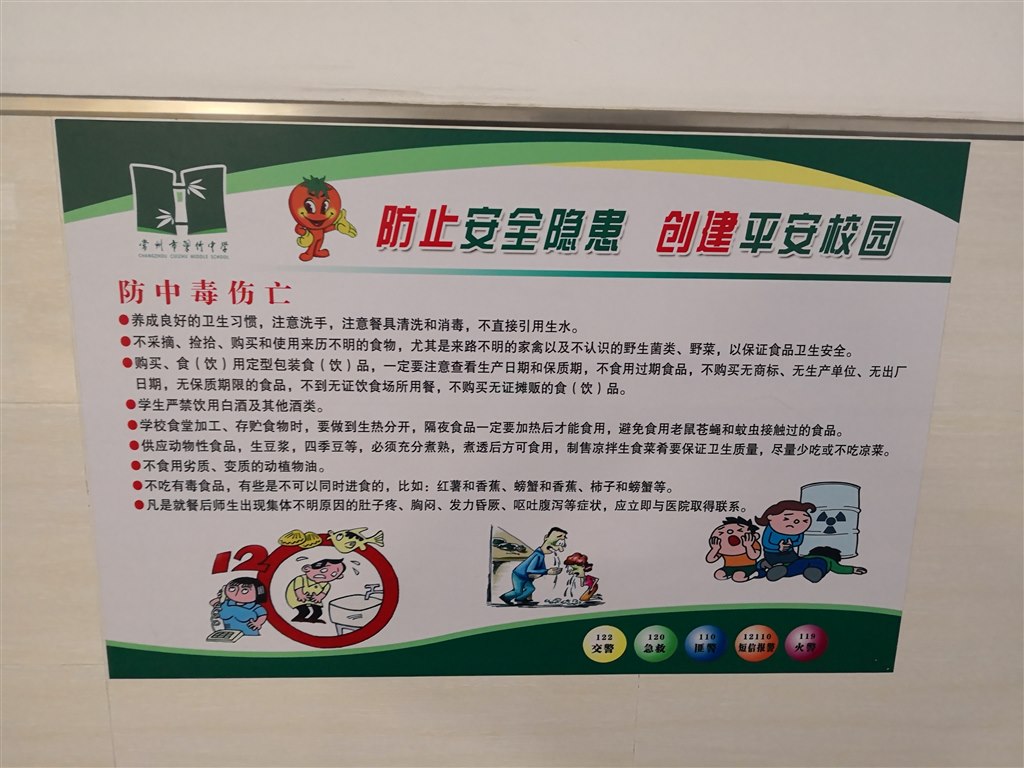 常州市翠竹中学
CHANGZHOU CUIZHU MIDDLE SCHOOL
防止安全隐患 创建平安校园
防中毒伤亡
●养成良好的卫生习惯，注意洗手，注意餐具清洗和消毒，不直接引用生水。
●不采摘、捡拾、购买和使用来历不明的食物，尤其是来路不明的家禽以及不认识的野生菌类、野菜，以保证食品卫生安全。
●购买、食（饮）用定型包装食（饮）品，一定要注意查看生产日期和保质期，不食用过期食品，不购买无商标、无生产单位、无出厂
日期，无保质期限的食品，不到无证饮食场所用餐，不购买无证摊贩的食（饮）品。
●学生严禁饮用白酒及其他酒类。
●学校食堂加工、存贮食物时，要做到生热分开，隔夜食品一定要加热后才能食用，避免食用老鼠苍蝇和蚊虫接触过的食品。
●供应动物性食品，生豆浆，四季豆等，必须充分煮熟，煮透后方可食用，制售凉拌生食菜肴要保证卫生质量，尽量少吃或不吃凉菜。
●不食用劣质、变质的动植物油。
●不吃有毒食品，有些是不可以同时进食的，比如：红薯和香蕉、螃蟹和香蕉、柿子和螃蟹等。
●凡是就餐后师生出现集体不明原因的肚子疼、胸闷、发力昏厥、呕吐腹泻等症状，应立即与医院取得联系。
12
122 120 110 12110 119
交警 急救 匪警 短信报警 火警